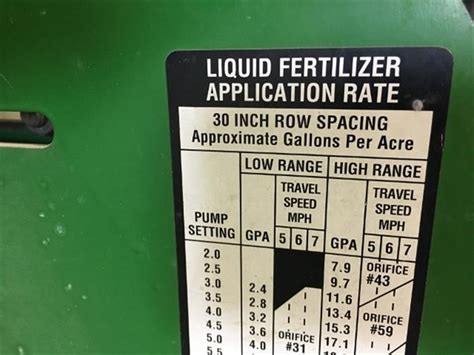 LIQUID FERTILIZER
APPLICATION RATE
30 INCH ROW SPACING
Approximate Gallons Per Acre
LOW RANGE HIGH RANGE
TRAVEL SPEED MPH TRAVEL SPEED MPH
PUMP SETTING GPA 5 6 7 GPA 5 6 7
2.0 7.9 ORIFICE
2.5 9.7 #43
3.0 2.4 11.6
3.5 2.8 13.4 ORIFICE
4.0 3.2 15.3 #59
4.5 3.6 ORIFICE 17.1
5.0 4.0 #31
5.5